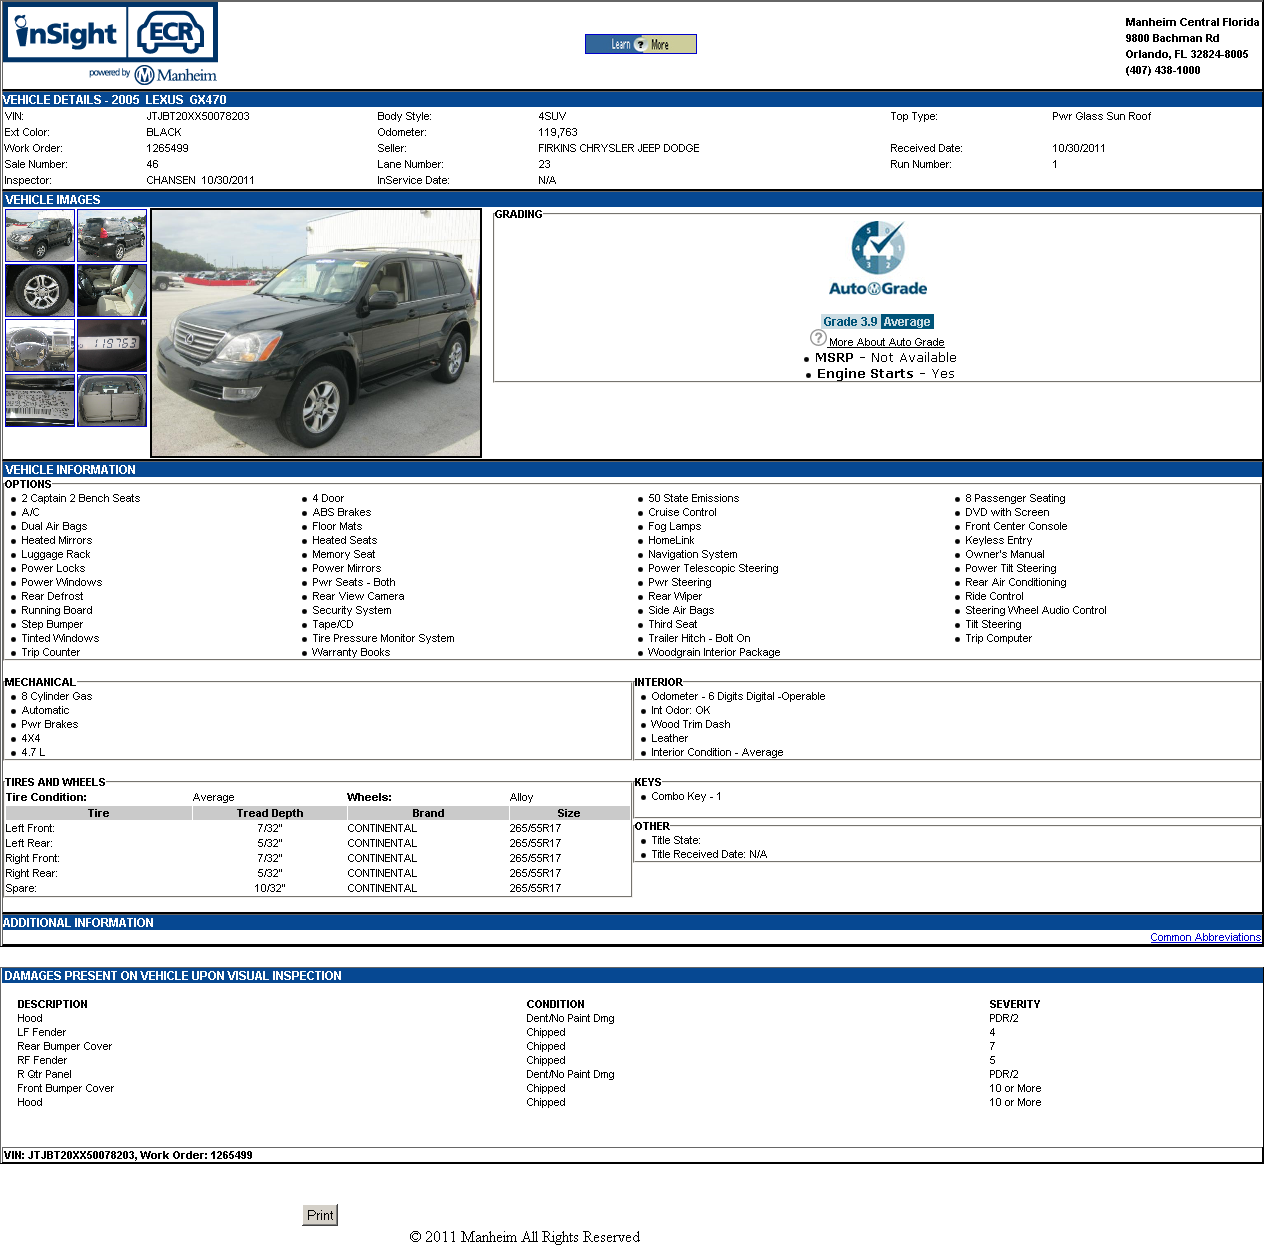 inSight ECR
powered by Manheim
Learn ? More
Manheim Central Florida
9800 Bachman Rd
Orlando, FL 32824-8005
(407) 438-1000
VEHICLE DETAILS - 2005 LEXUS GX470
VIN: JTJBT20XX50078203 Body Style: 4SUV Top Type: Pwr Glass Sun Roof
Ext Color: BLACK Odometer: 119,763
Work Order: 1265499 Seller: FIRKINS CHRYSLER JEEP DODGE Received Date: 10/30/2011
Sale Number: 46 Lane Number: 23 Run Number: 1
Inspector: CHANSEN 10/30/2011 InService Date: N/A
VEHICLE IMAGES
119763
GRADING
5 0 4 1 3 2
AutoGrade
Grade 3.9 Average
? More About Auto Grade
• MSRP - Not Available
• Engine Starts - Yes
VEHICLE INFORMATION
OPTIONS
• 2 Captain 2 Bench Seats • 4 Door • 50 State Emissions • 8 Passenger Seating
• A/C • ABS Brakes • Cruise Control • DVD with Screen
• Dual Air Bags • Floor Mats • Fog Lamps • Front Center Console
• Heated Mirrors • Heated Seats • HomeLink • Keyless Entry
• Luggage Rack • Memory Seat • Navigation System • Owner's Manual
• Power Locks • Power Mirrors • Power Telescopic Steering • Power Tilt Steering
• Power Windows • Pwr Seats - Both • Pwr Steering • Rear Air Conditioning
• Rear Defrost • Rear View Camera • Rear Wiper • Ride Control
• Running Board • Security System • Side Air Bags • Steering Wheel Audio Control
• Step Bumper • Tape/CD • Third Seat • Tilt Steering
• Tinted Windows • Tire Pressure Monitor System • Trailer Hitch - Bolt On • Trip Computer
• Trip Counter • Warranty Books • Woodgrain Interior Package
MECHANICAL
• 8 Cylinder Gas
• Automatic
• Pwr Brakes
• 4X4
• 4.7 L
INTERIOR
• Odometer - 6 Digits Digital -Operable
• Int Odor: OK
• Wood Trim Dash
• Leather
• Interior Condition - Average
TIRES AND WHEELS
Tire Condition: Average Wheels: Alloy
Tire Tread Depth Brand Size
Left Front: 7/32" CONTINENTAL 265/55R17
Left Rear: 5/32" CONTINENTAL 265/55R17
Right Front: 7/32" CONTINENTAL 265/55R17
Right Rear: 5/32" CONTINENTAL 265/55R17
Spare: 10/32" CONTINENTAL 265/55R17
KEYS
• Combo Key - 1
OTHER
• Title State:
• Title Received Date: N/A
ADDITIONAL INFORMATION
Common Abbreviations
DAMAGES PRESENT ON VEHICLE UPON VISUAL INSPECTION
DESCRIPTION CONDITION SEVERITY
Hood Dent/No Paint Dmg PDR/2
LF Fender Chipped 4
Rear Bumper Cover Chipped 7
RF Fender Chipped 5
R Qtr Panel Dent/No Paint Dmg PDR/2
Front Bumper Cover Chipped 10 or More
Hood Chipped 10 or More
VIN: JTJBT20XX50078203, Work Order: 1265499
Print
© 2011 Manheim All Rights Reserved